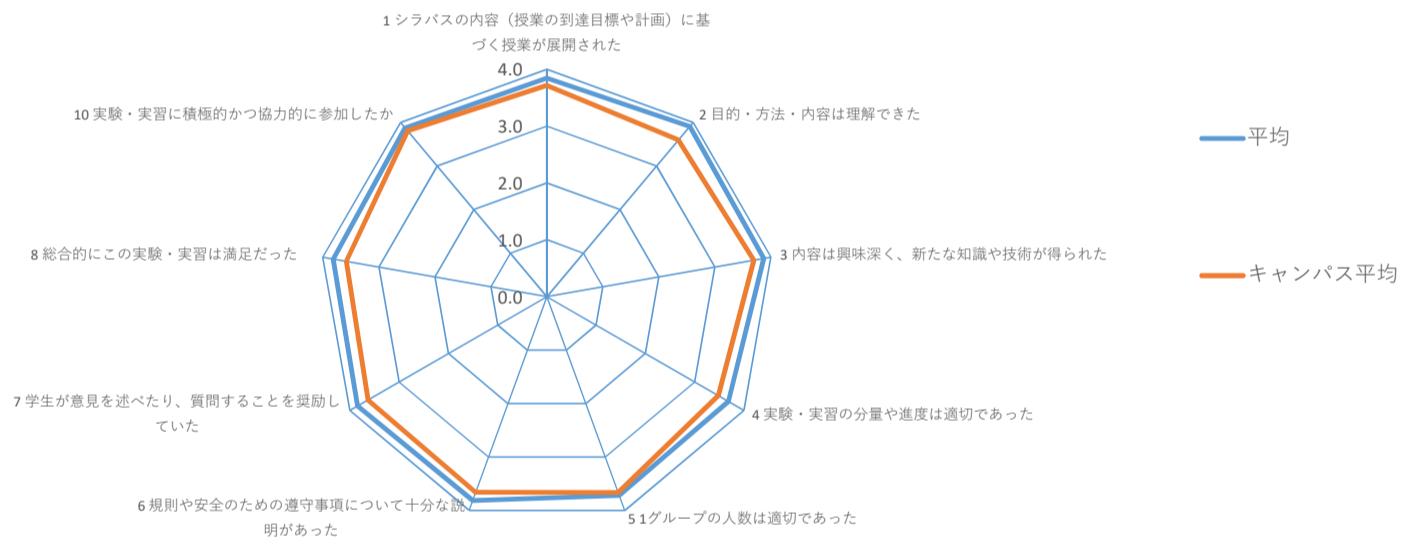 1 シラバスの内容（授業の到達目標や計画）に基
づく授業が展開された
4.0
3.0
2.0
1.0
0.0
2 目的・方法・内容は理解できた
3 内容は興味深く、新たな知識や技術が得られた
4 実験・実習の分量や進度は適切であった
5 1グループの人数は適切であった
6 規則や安全のための遵守事項について十分な説
明があった
7 学生が意見を述べたり、質問することを奨励し
ていた
8 総合的にこの実験・実習は満足だった
10 実験・実習に積極的かつ協力的に参加したか
平均
キャンパス平均